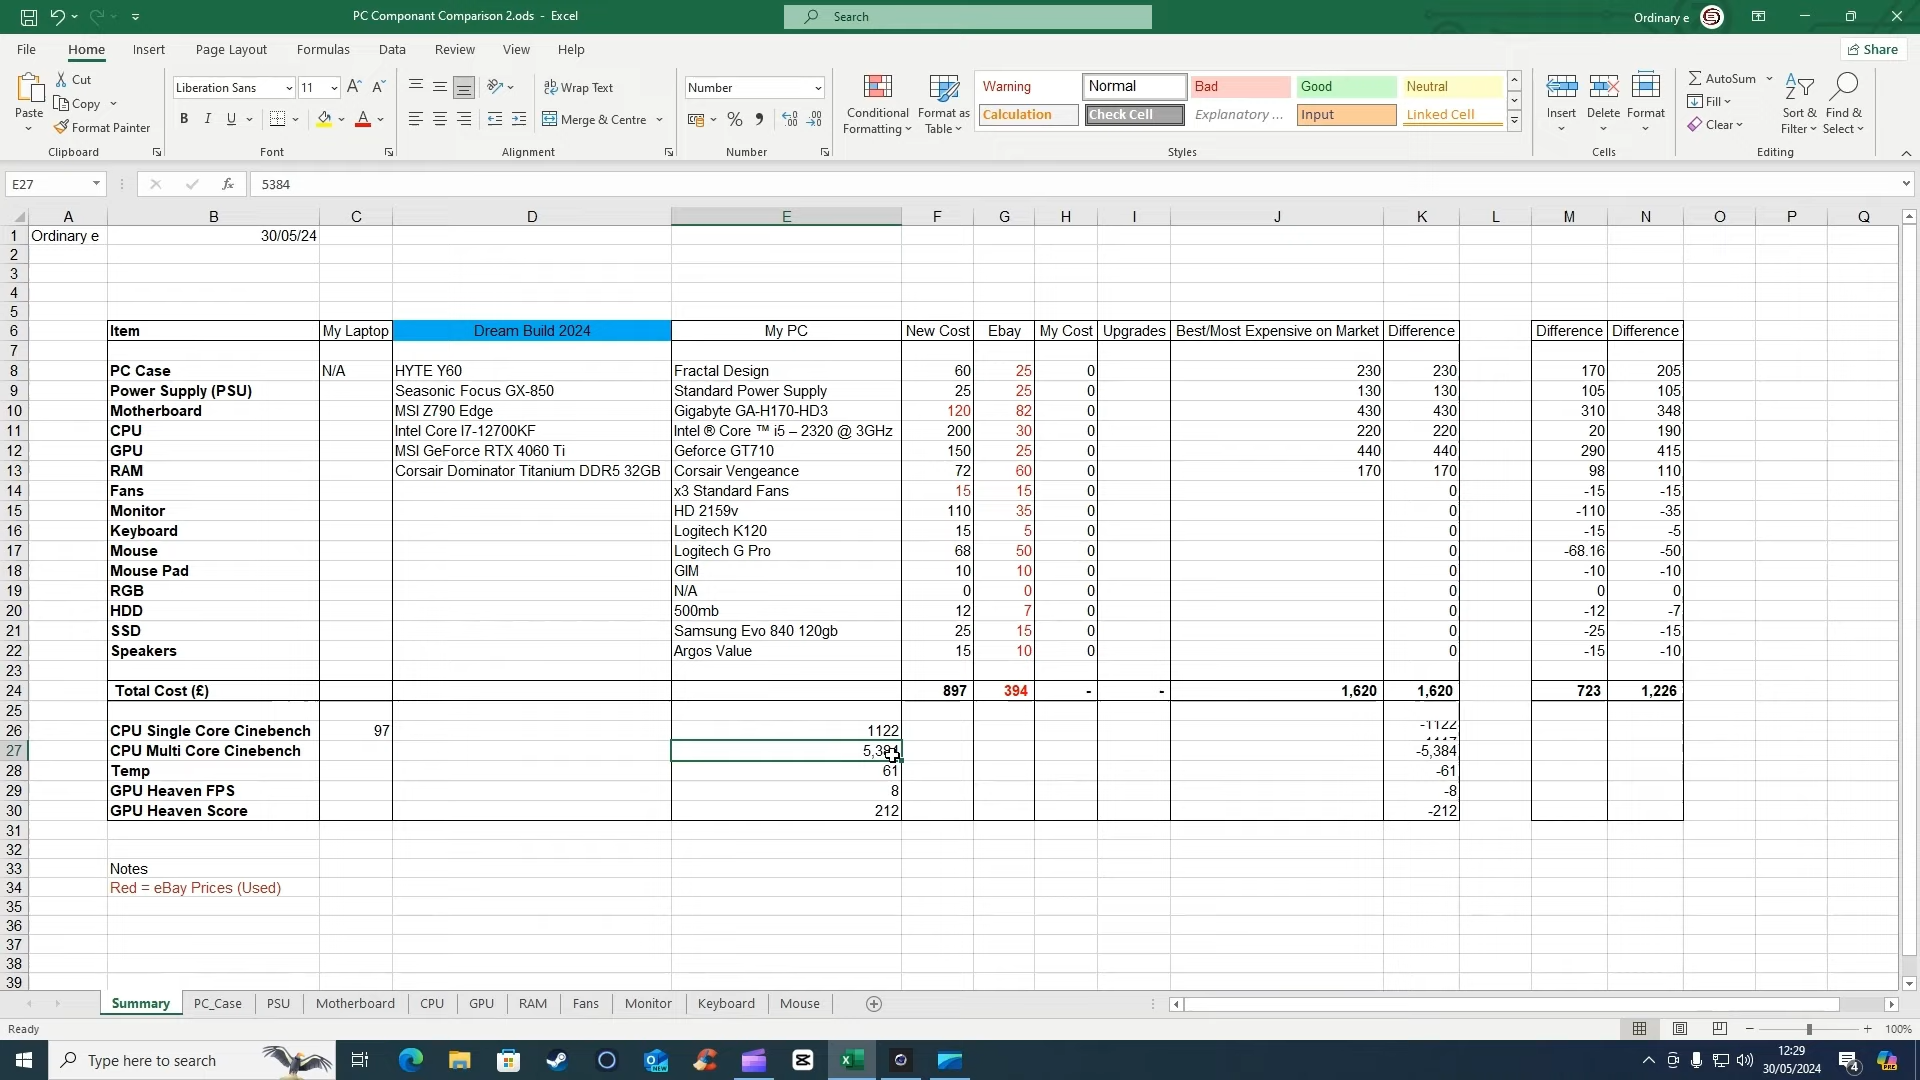 PC Componant Comparison 2.ods - Excel
Search
Ordinary e
File Home Insert Page Layout Formulas Data Review View Help
Share
Paste
Cut
Copy
Format Painter
Clipboard
Liberation Sans 11
B I U
Font
Wrap Text
Merge & Centre
Alignment
Number
Number
Conditional Formatting
Format as Table
Warning Normal Bad Good Neutral
Calculation Check Cell Explanatory ... Input Linked Cell
Styles
Insert Delete Format
Cells
AutoSum
Fill
Clear
Sort & Filter
Find & Select
Editing
E27 fx 5384
A B C D E F G H I J K L M N O P Q
1 Ordinary e 30/05/24
2
3
4
5
6 Item My Laptop Dream Build 2024 My PC New Cost Ebay My Cost Upgrades Best/Most Expensive on Market Difference Difference Difference
7
8 PC Case N/A HYTE Y60 Fractal Design 60 25 0 230 230 170 205
9 Power Supply (PSU) Seasonic Focus GX-850 Standard Power Supply 25 25 0 130 130 105 105
10 Motherboard MSI Z790 Edge Gigabyte GA-H170-HD3 120 82 0 430 430 310 348
11 CPU Intel Core I7-12700KF Intel ® Core ™ i5 – 2320 @ 3GHz 200 30 0 220 220 20 190
12 GPU MSI GeForce RTX 4060 Ti Geforce GT710 150 25 0 440 440 290 415
13 RAM Corsair Dominator Titanium DDR5 32GB Corsair Vengeance 72 60 0 170 170 98 110
14 Fans x3 Standard Fans 15 15 0 0 -15 -15
15 Monitor HD 2159v 110 35 0 0 -110 -35
16 Keyboard Logitech K120 15 5 0 0 -15 -5
17 Mouse Logitech G Pro 68 50 0 0 -68.16 -50
18 Mouse Pad GIM 10 10 0 0 -10 -10
19 RGB N/A 0 0 0 0 0 0
20 HDD 500mb 12 7 0 0 -12 -7
21 SSD Samsung Evo 840 120gb 25 15 0 0 -25 -15
22 Speakers Argos Value 15 10 0 0 -15 -10
23
24 Total Cost (£) 897 394 - - 1,620 1,620 723 1,226
25
26 CPU Single Core Cinebench 97 1122 -1122
27 CPU Multi Core Cinebench 5,384 -5,384
28 Temp 61 -61
29 GPU Heaven FPS 8 -8
30 GPU Heaven Score 212 -212
31
32
33 Notes
34 Red = eBay Prices (Used)
35
36
37
38
39
Summary PC_Case PSU Motherboard CPU GPU RAM Fans Monitor Keyboard Mouse
Ready
100%
Type here to search
12:29
30/05/2024
4